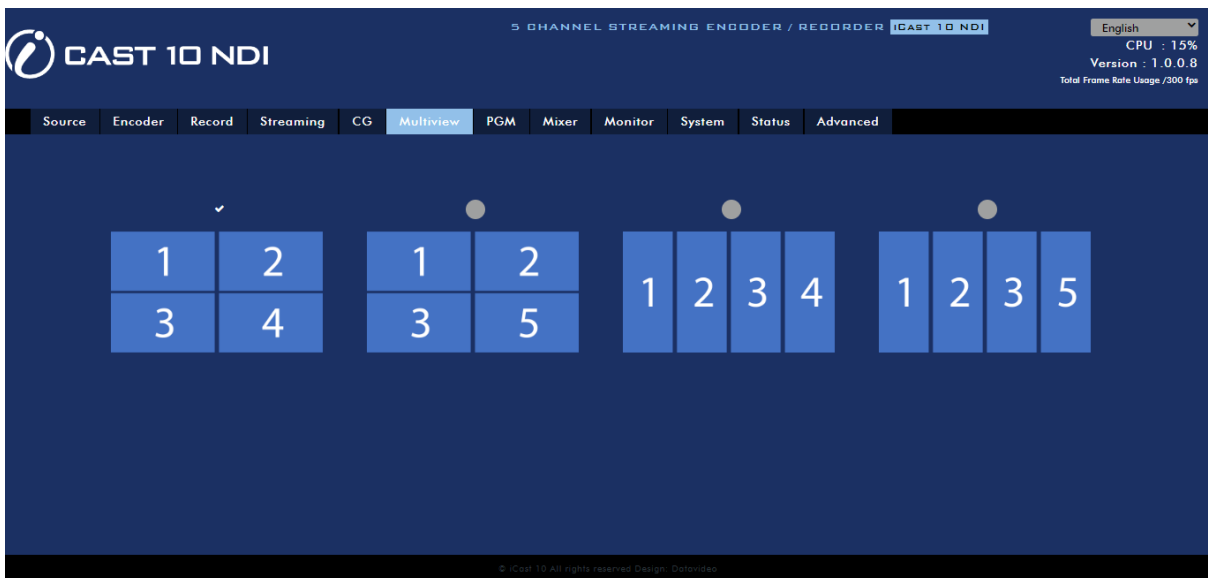 5 CHANNEL STREAMING ENCODER / RECORDER iCAST 10 NDI
English
CPU : 15%
Version : 1.0.0.8
Total Frame Rate Usage /300 fps
i CAST 10 NDI
Source Encoder Record Streaming CG Multiview PGM Mixer Monitor System Status Advanced
1 2
3 4
1 2
3 5
1 2 3 4
1 2 3 5
© iCast 10 All rights reserved Design: Datavideo